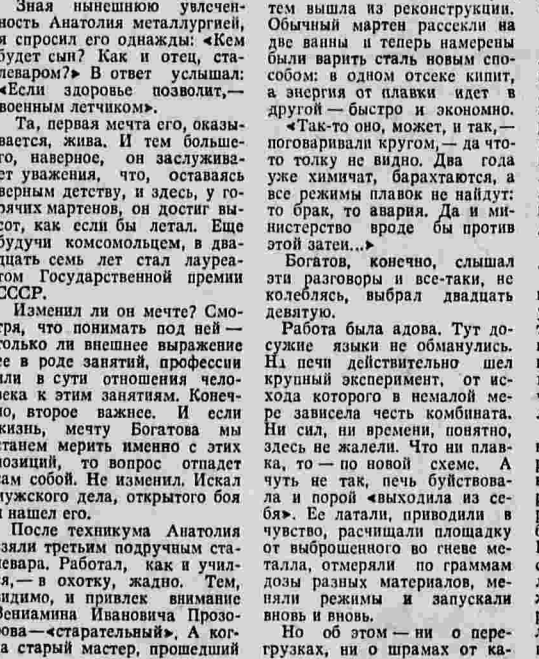 Зная нынешнюю увлечен-
ность Анатолия металлургией,
я спросил его однажды: «Кем
будет сын? Как и отец, ста-
леваром?» В ответ услышал:
«Если здоровье позволит,—
военным летчиком».
Та, первая мечта его, оказы-
вается, жива. И тем больше-
го, наверное, он заслужива-
ет уважения, что, оставаясь
верным детству, и здесь, у го-
рячих мартенов, он достиг вы-
сот, как если бы летал. Еще
будучи комсомольцем, в два-
дцать семь лет стал лауреа-
том Государственной премии
СССР.
Изменил ли он мечте? Смо-
тря, что понимать под ней —
только ли внешнее выражение
ее в роде занятий, профессии
или в сути отношения чело-
века к этим занятиям. Конеч-
но, второе важнее. И если
жизнь, мечту Богатова мы
станем мерить именно с этих
позиций, то вопрос отпадет
сам собой. Не изменил. Искал
мужского дела, открытого боя
и нашел его.
После техникума Анатолия
взяли третьим подручным ста-
левара. Работал, как и учил-
ся,— в охотку, жадно. Тем,
видимо, и привлек внимание
Вениамина Ивановича Прозо-
рова—«старательный». А ког-
да старый мастер, прошедший
тем вышла из реконструкции.
Обычный мартен рассекли на
две ванны и теперь намерены
были варить сталь новым спо-
собом: в одном отсеке кипит,
а энергия от плавки идет в
другой — быстро и экономно.
«Так-то оно, может, и так,—
поговаривали кругом,— да что-
то толку не видно. Два года
уже химичат, барахтаются, а
все режимы плавок не найдут:
то брак, то авария. Да и ми-
нистерство вроде бы против
этой затеи...»
Богатов, конечно, слышал
эти разговоры и все-таки, не
колеблясь, выбрал двадцать
девятую.
Работа была адова. Тут до-
сужие языки не обманулись.
На печи действительно шел
крупный эксперимент, от ис-
хода которого в немалой ме-
ре зависела честь комбината.
Ни сил, ни времени, понятно,
здесь не жалели. Что ни плав-
ка, то — по новой схеме. А
чуть не так, печь буйствова-
ла и порой «выходила из се-
бя». Ее латали, приводили в
чувство, расчищали площадку
от выброшенного во гневе ме-
талла, отмеряли по граммам
дозы разных материалов, ме-
няли режимы и запускали
вновь и вновь.
Но об этом — ни о пере-
грузках, ни о шрамах от ка-